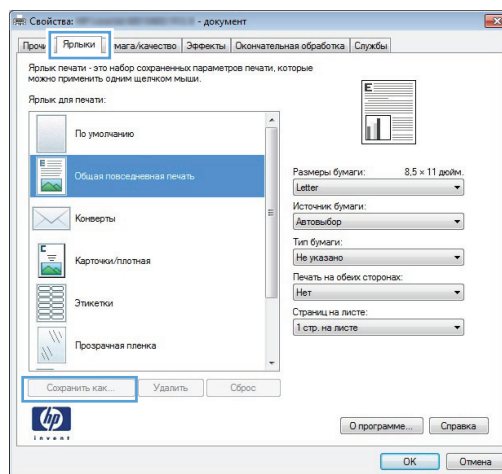 Свойства: - документ
Ярлыки мага/качество Эффекты Окончательная обработка Службы
Ярлык печати - это набор сохраненных параметров печати, которые
можно применить одним щелчком мыши.
Ярлык для печати:
По умолчанию
Общая повседневная печать
Конверты
Карточки/плотная
Этикетки
Прозрачная пленка
Сохранить как... Удалить Сброс
E
Размеры бумаги: 8,5 × 11 дюйм.
Letter
Источник бумаги:
Автовыбор
Тип бумаги:
Не указано
Печать на обеих сторонах:
Нет
Страниц на листе:
1 стр. на листе
hp
invent
О программе... Справка
OK Отмена